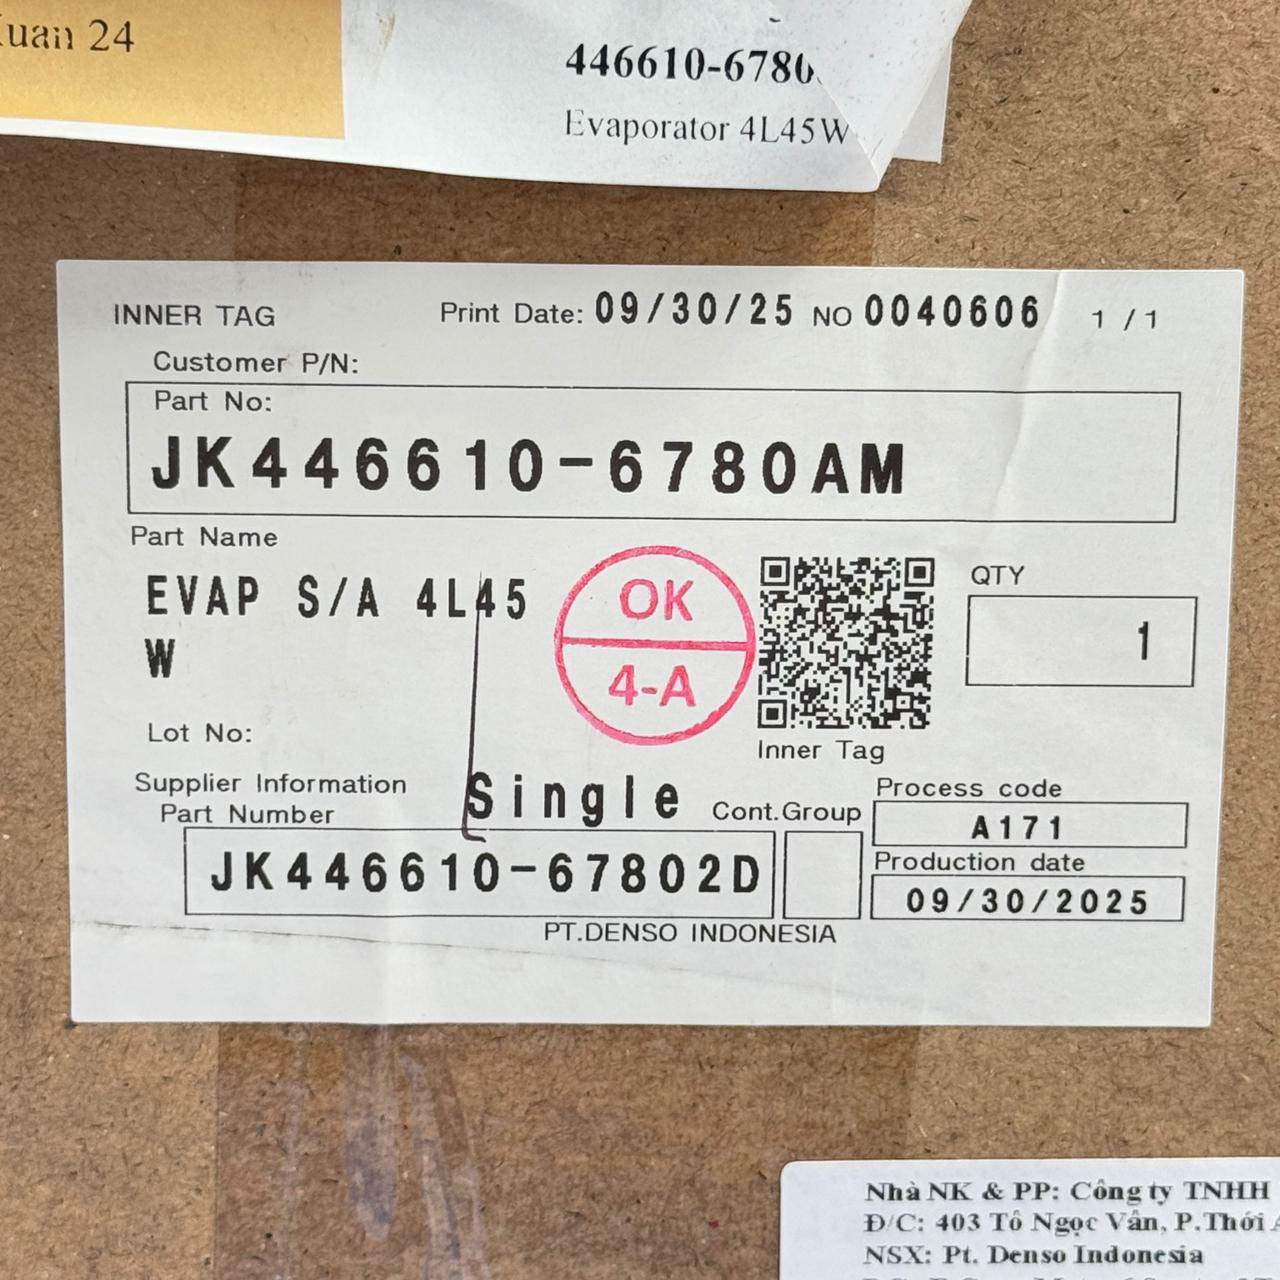 24
446610-6780
Evaporator 4L45W
INNER TAG
Print Date: 09/30/25 NO 0040606 1 / 1
Customer P/N:
Part No:
JK446610-6780AM
Part Name
EVAP S/A 4L45
W
OK
4-A
QTY
1
Inner Tag
Lot No:
Supplier Information
Part Number
Single
Cont.Group
Process code
A171
Production date
09/30/2025
JK446610-67802D
PT.DENSO INDONESIA
Nhà NK & PP: Công ty TNHH
Đ/C: 403 Tô Ngọc Vân, P.Thới
NSX: Pt. Denso Indonesia